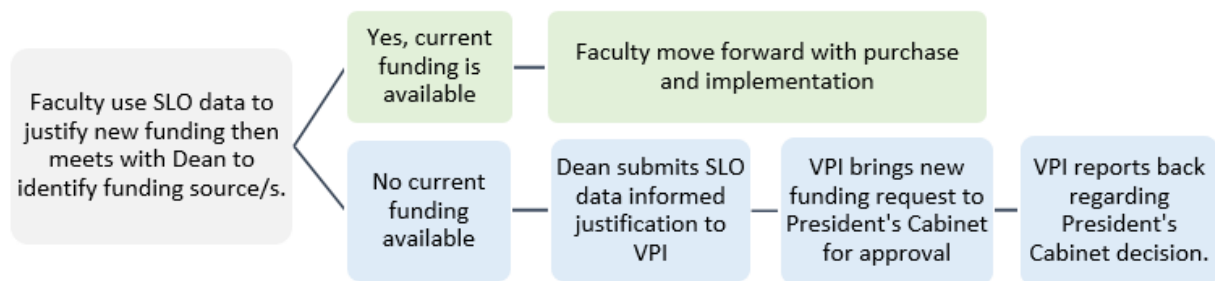 Faculty use SLO data to
justify new funding then
meets with Dean to
identify funding source/s.
Yes, current
funding is
available
Faculty move forward with purchase
and implementation
No current
funding
available
Dean submits SLO
data informed
justification to
VPI
VPI brings new
funding request to
President's Cabinet
for approval
VPI reports back
regarding
President's
Cabinet decision.